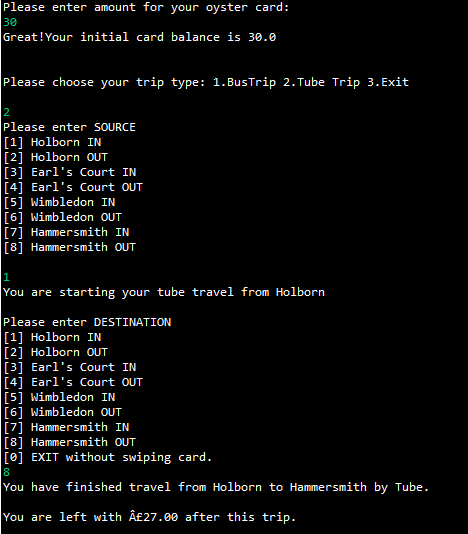 Please enter amount for your oyster card:
30
Great!Your initial card balance is 30.0
Please choose your trip type: 1.BusTrip 2.Tube Trip 3.Exit
2
Please enter SOURCE
[1] Holborn IN
[2] Holborn OUT
[3] Earl's Court IN
[4] Earl's Court OUT
[5] Wimbledon IN
[6] Wimbledon OUT
[7] Hammersmith IN
[8] Hammersmith OUT
1
You are starting your tube travel from Holborn
Please enter DESTINATION
[1] Holborn IN
[2] Holborn OUT
[3] Earl's Court IN
[4] Earl's Court OUT
[5] Wimbledon IN
[6] Wimbledon OUT
[7] Hammersmith IN
[8] Hammersmith OUT
[0] EXIT without swiping card.
8
You have finished travel from Holborn to Hammersmith by Tube.
You are left with Â£27.00 after this trip.